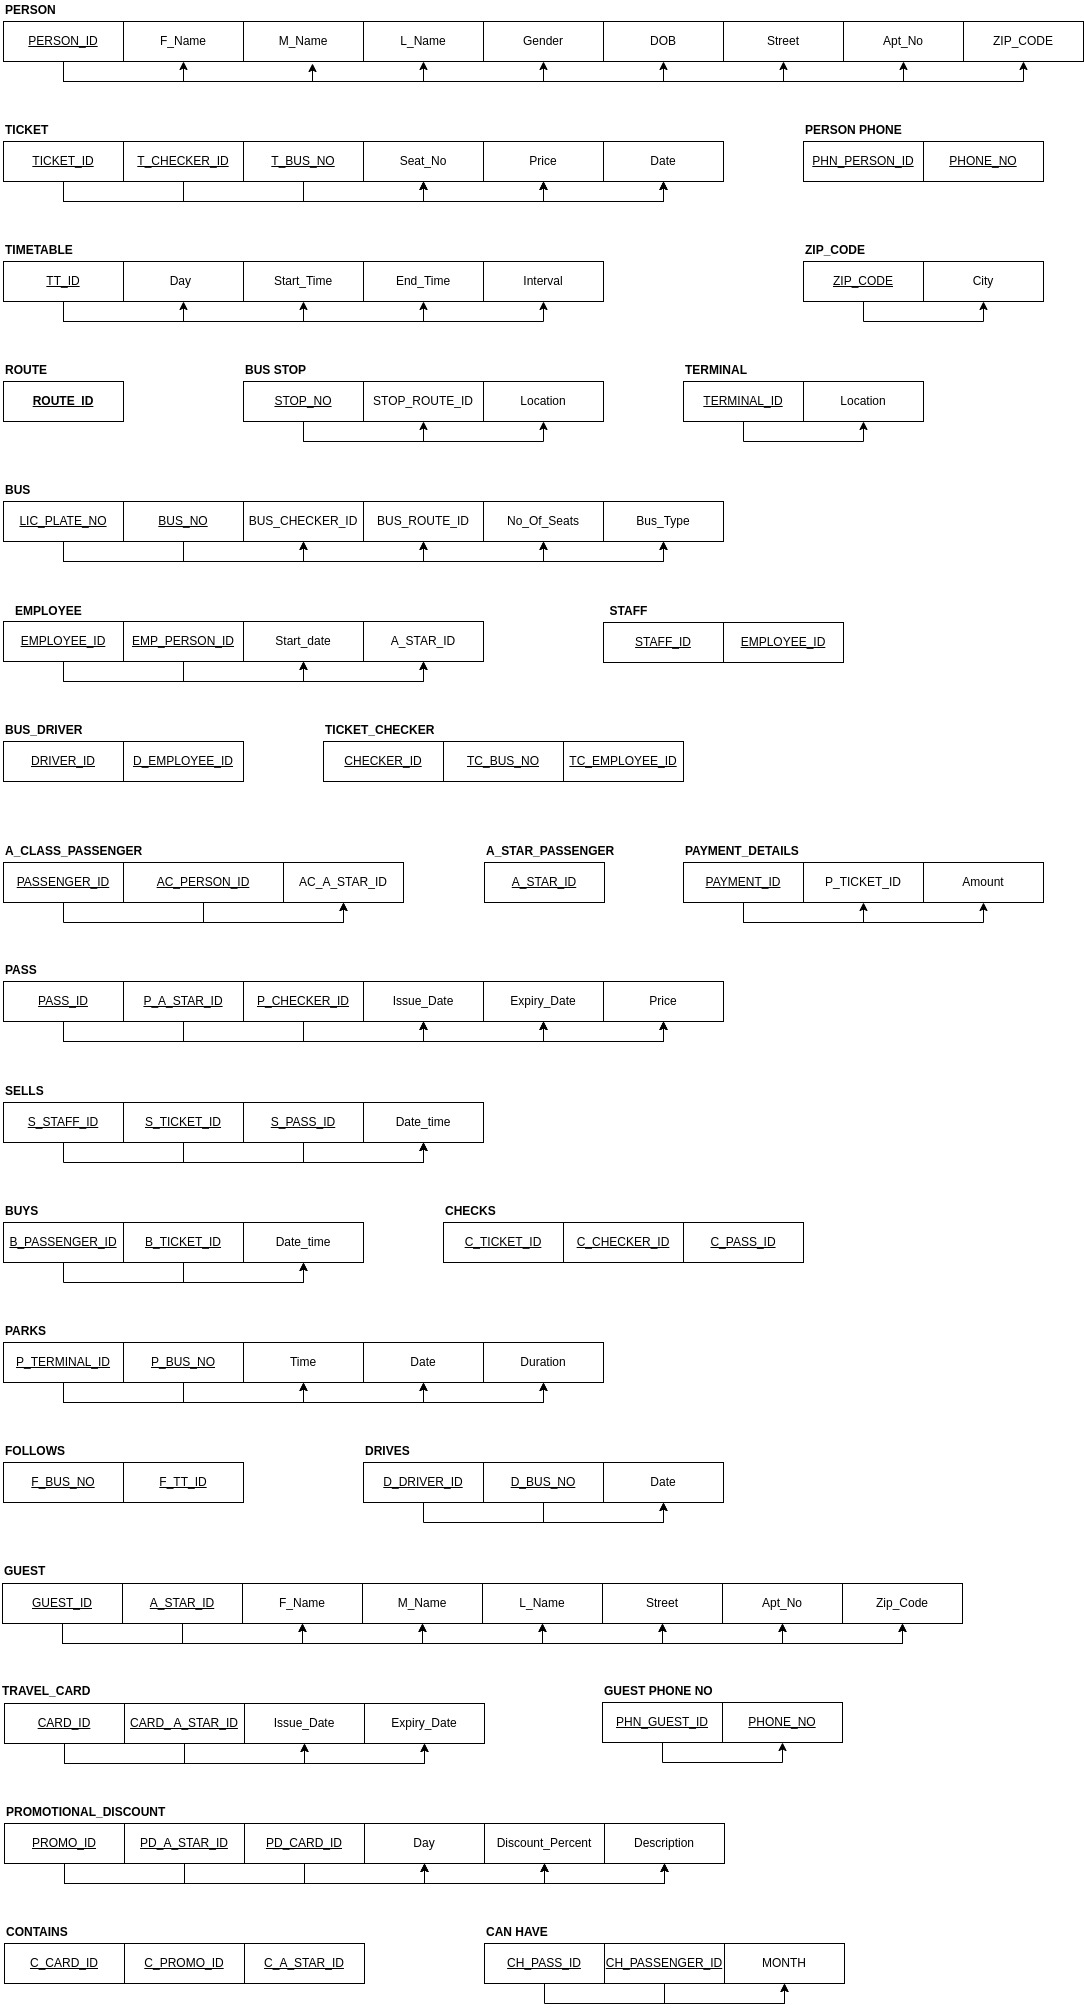 PERSON
PERSON_ID F_Name M_Name L_Name Gender DOB Street Apt_No ZIP_CODE
TICKET PERSON PHONE
TICKET_ID T_CHECKER_ID T_BUS_NO Seat_No Price Date PHN_PERSON_ID PHONE_NO
TIMETABLE ZIP_CODE
TT_ID Day Start_Time End_Time Interval ZIP_CODE City
ROUTE BUS STOP TERMINAL
ROUTE_ID STOP_NO STOP_ROUTE_ID Location TERMINAL_ID Location
BUS
LIC_PLATE_NO BUS_NO BUS_CHECKER_ID BUS_ROUTE_ID No_Of_Seats Bus_Type
EMPLOYEE STAFF
EMPLOYEE_ID EMP_PERSON_ID Start_date A_STAR_ID STAFF_ID EMPLOYEE_ID
BUS_DRIVER TICKET_CHECKER
DRIVER_ID D_EMPLOYEE_ID CHECKER_ID TC_BUS_NO TC_EMPLOYEE_ID
A_CLASS_PASSENGER A_STAR_PASSENGER PAYMENT_DETAILS
PASSENGER_ID AC_PERSON_ID AC_A_STAR_ID A_STAR_ID PAYMENT_ID P_TICKET_ID Amount
PASS
PASS_ID P_A_STAR_ID P_CHECKER_ID Issue_Date Expiry_Date Price
SELLS
S_STAFF_ID S_TICKET_ID S_PASS_ID Date_time
BUYS CHECKS
B_PASSENGER_ID B_TICKET_ID Date_time C_TICKET_ID C_CHECKER_ID C_PASS_ID
PARKS
P_TERMINAL_ID P_BUS_NO Time Date Duration
FOLLOWS DRIVES
F_BUS_NO F_TT_ID D_DRIVER_ID D_BUS_NO Date
GUEST
GUEST_ID A_STAR_ID F_Name M_Name L_Name Street Apt_No Zip_Code
TRAVEL_CARD GUEST PHONE NO
CARD_ID CARD_ A_STAR_ID Issue_Date Expiry_Date PHN_GUEST_ID PHONE_NO
PROMOTIONAL_DISCOUNT
PROMO_ID PD_A_STAR_ID PD_CARD_ID Day Discount_Percent Description
CONTAINS CAN HAVE
C_CARD_ID C_PROMO_ID C_A_STAR_ID CH_PASS_ID CH_PASSENGER_ID MONTH